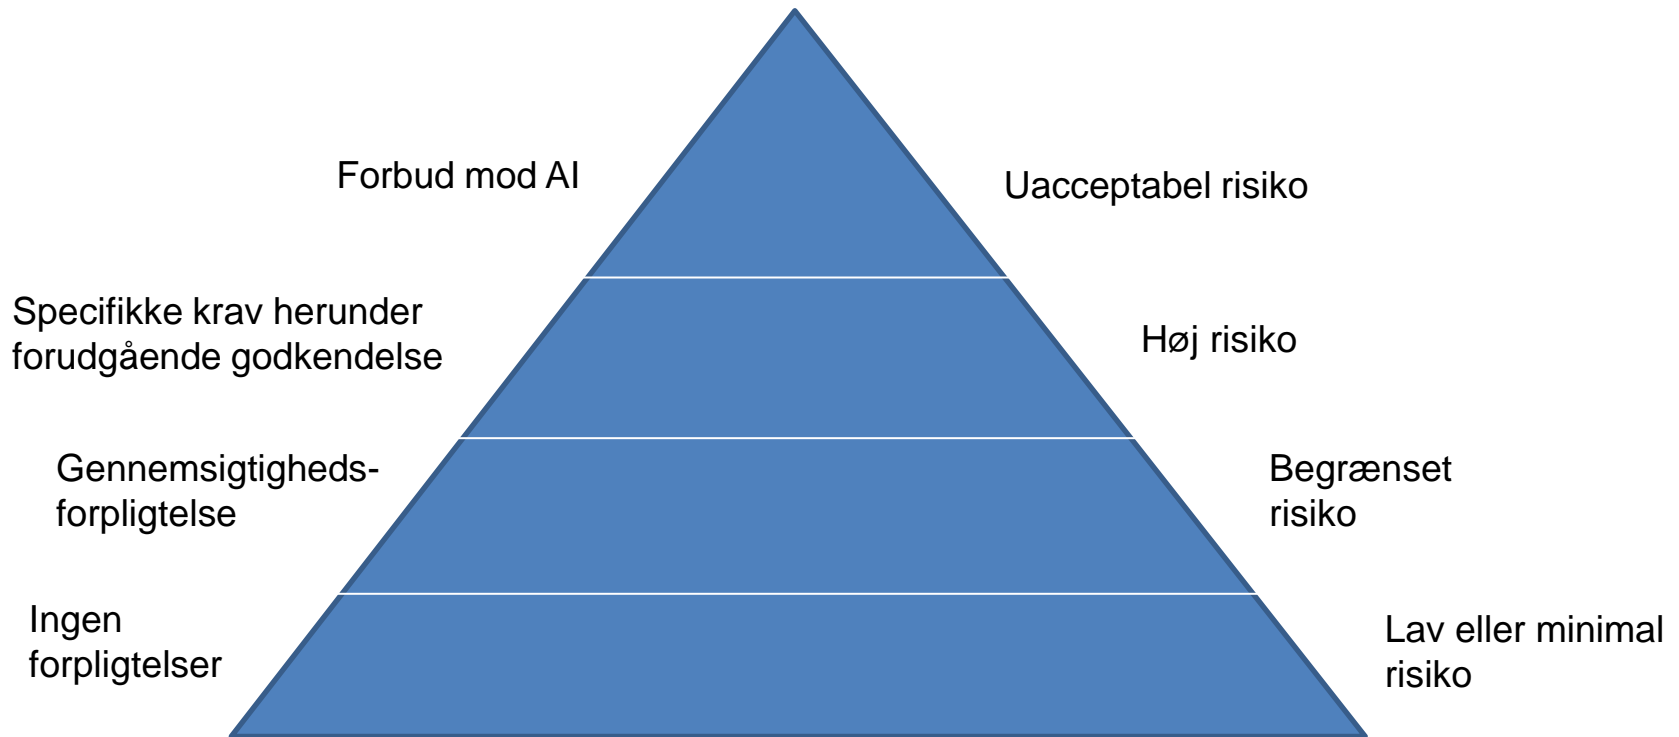 Forbud mod AI
Uacceptabel risiko
Specifikke krav herunder
forudgående godkendelse
Høj risiko
Gennemsigtigheds-
forpligtelse
Begrænset
risiko
Ingen
forpligtelser
Lav eller minimal
risiko